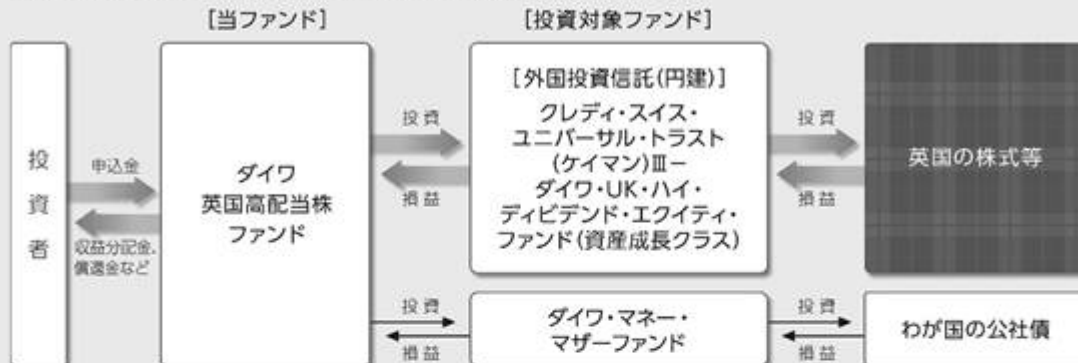 [当ファンド]
[投資対象ファンド]
投資者
申込金
収益分配金、
償還金など
ダイワ
英国高配当株
ファンド
投資
損益
[外国投資信託(円建)]
クレディ・スイス・
ユニバーサル・トラスト
(ケイマン)Ⅲ－
ダイワ・UK・ハイ・
ディビデンド・エクイティ・
ファンド(資産成長クラス)
投資
損益
英国の株式等
投資
損益
ダイワ・マネー・
マザーファンド
投資
損益
わが国の公社債